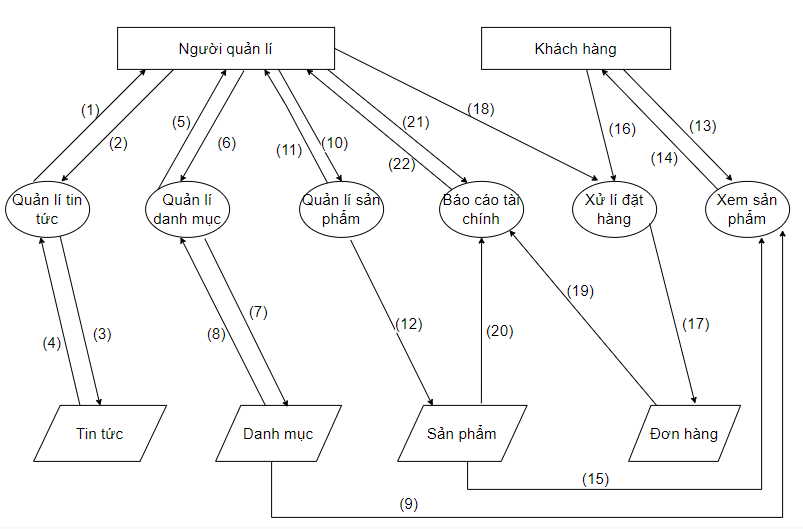 Người quản lí
Khách hàng
(1)
(2)
(5)
(6)
(11)
(10)
(21)
(22)
(18)
(16)
(13)
(14)
Quản lí tin
tức
Quản lí
danh mục
Quản lí sản
phẩm
Báo cáo tài
chính
Xử lí đặt
hàng
Xem sản
phẩm
(4)
(3)
(8)
(7)
(12)
(20)
(19)
(17)
Tin tức
Danh mục
Sản phẩm
Đơn hàng
(15)
(9)